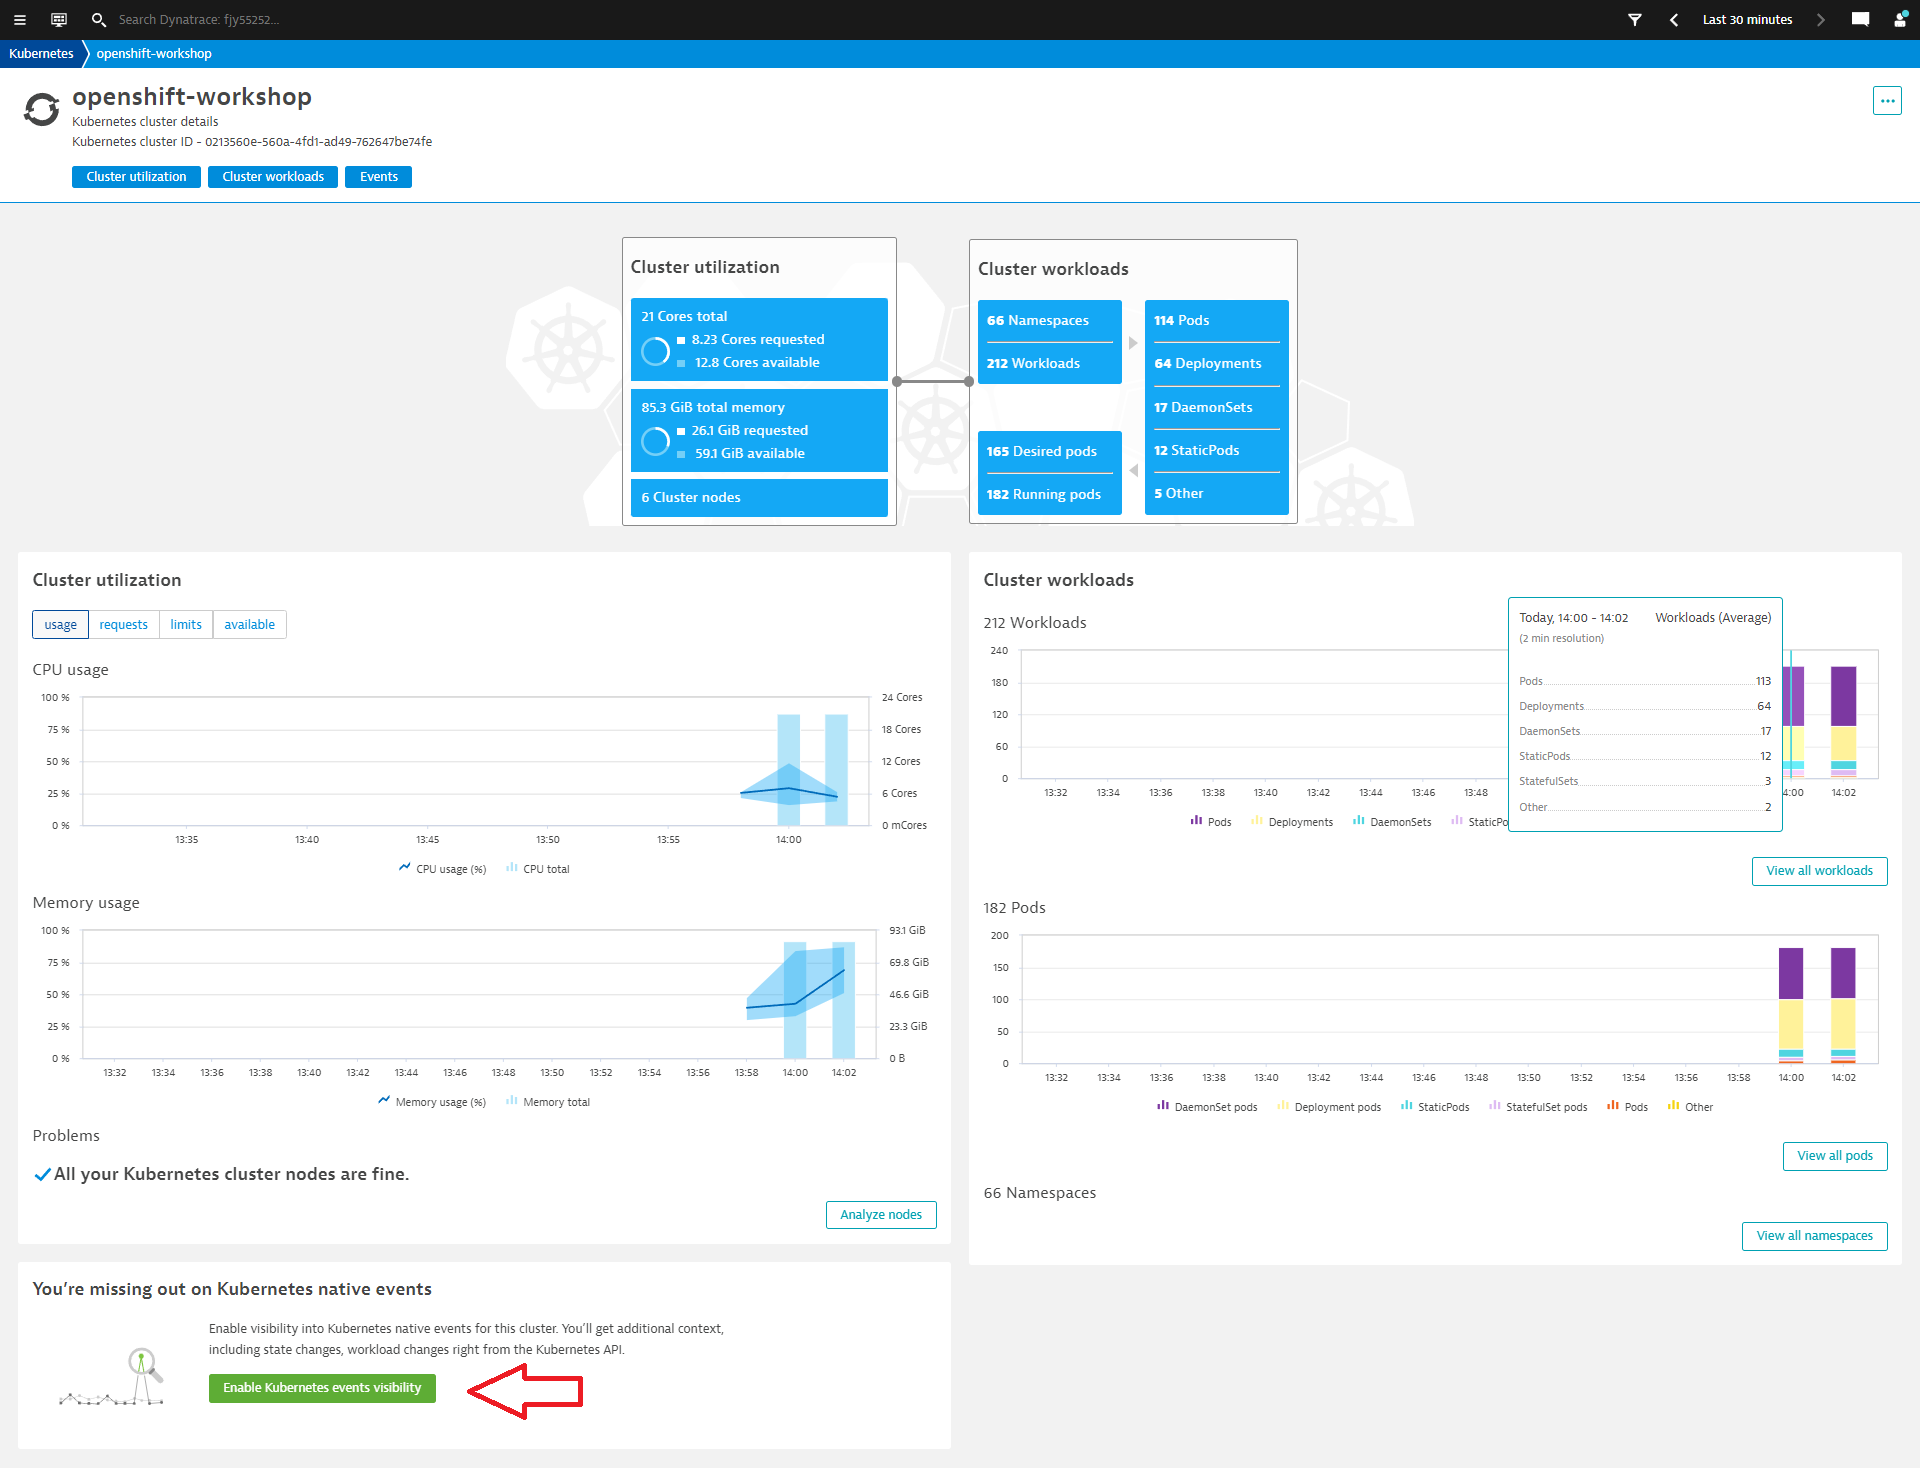 Search Dynatrace: fjy55252...
Last 30 minutes
Kubernetes
openshift-workshop
openshift-workshop
Kubernetes cluster details
Kubernetes cluster ID - 0213560e-560a-4fd1-ad49-762647be74fe
Cluster utilization
Cluster workloads
Events
Cluster utilization
21 Cores total
8.23 Cores requested
12.8 Cores available
85.3 GiB total memory
26.1 GiB requested
59.1 GiB available
6 Cluster nodes
Cluster workloads
66 Namespaces
212 Workloads
165 Desired pods
182 Running pods
114 Pods
64 Deployments
17 DaemonSets
12 StaticPods
5 Other
Cluster utilization
usage
requests
limits
available
CPU usage
100 %
75 %
50 %
25 %
0 %
24 Cores
18 Cores
12 Cores
6 Cores
0 mCores
13:35
13:40
13:45
13:50
13:55
14:00
CPU usage (%)
CPU total
Memory usage
100 %
75 %
50 %
25 %
0 %
93.1 GiB
69.8 GiB
46.6 GiB
23.3 GiB
0 B
13:32
13:34
13:36
13:38
13:40
13:42
13:44
13:46
13:48
13:50
13:52
13:54
13:56
13:58
14:00
14:02
Memory usage (%)
Memory total
Problems
All your Kubernetes cluster nodes are fine.
Analyze nodes
You're missing out on Kubernetes native events
Enable visibility into Kubernetes native events for this cluster. You'll get additional context,
including state changes, workload changes right from the Kubernetes API.
Enable Kubernetes events visibility
Cluster workloads
212 Workloads
240
180
120
60
0
13:32
13:34
13:36
13:38
13:40
13:42
13:44
13:46
13:48
4:00
14:02
Pods
Deployments
DaemonSets
StaticPo
Today, 14:00 - 14:02
Workloads (Average)
(2 min resolution)
Pods 113
Deployments 64
DaemonSets 17
StaticPods 12
StatefulSets 3
Other 2
View all workloads
182 Pods
200
150
100
50
0
13:32
13:34
13:36
13:38
13:40
13:42
13:44
13:46
13:48
13:50
13:52
13:54
13:56
13:58
14:00
14:02
DaemonSet pods
Deployment pods
StaticPods
StatefulSet pods
Pods
Other
View all pods
66 Namespaces
View all namespaces